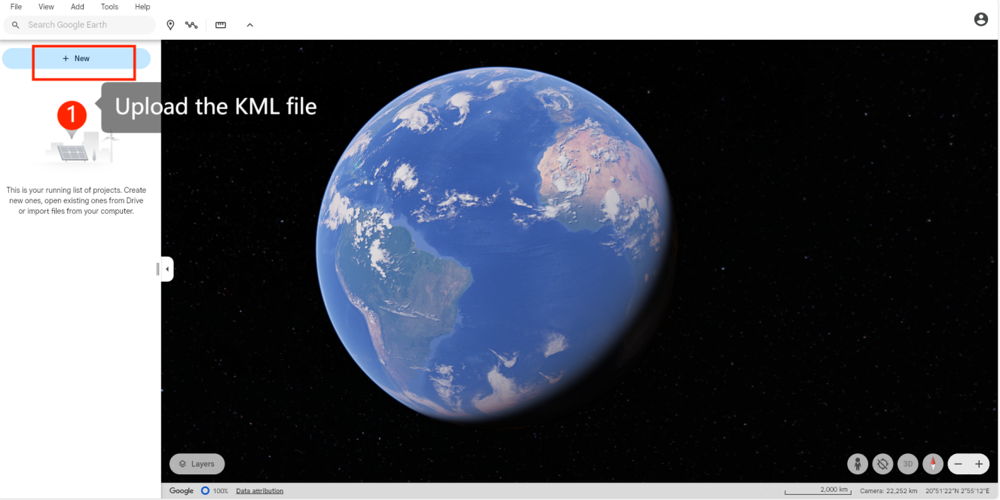 File View Add Tools Help
Search Google Earth
+ New
1
Upload the KML file
This is your running list of projects. Create
new ones, open existing ones from Drive
or import files from your computer.
Layers
3D
Google 100% Data attribution
2,000 km Camera: 22,252 km 20°51'22"N 2°55'12"E